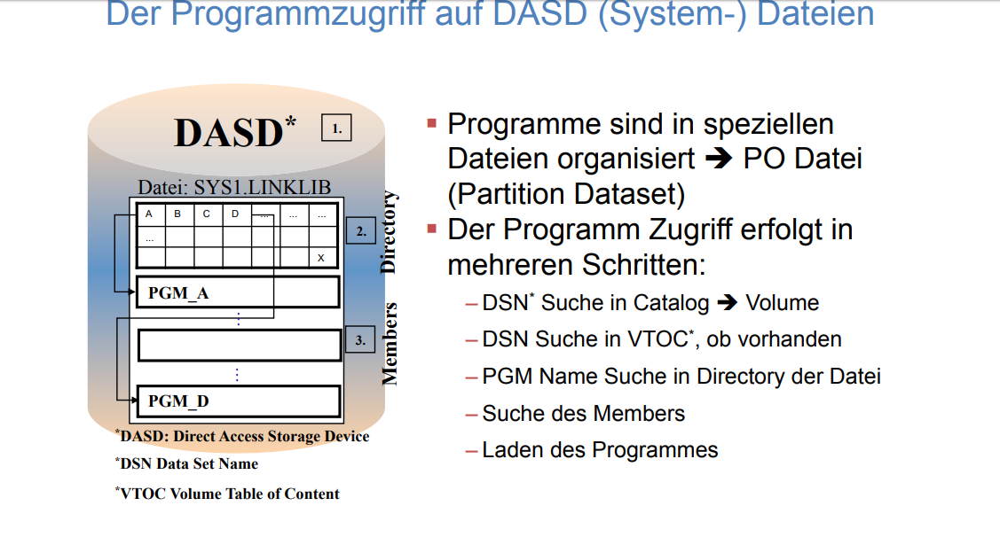 Der Programmzugriff auf DASD (System-) Dateien
DASD*
1.
Datei: SYS1.LINKLIB
A B C D ... ... ...
...
X
2.
Directory
PGM_A
⋮
3.
Members
⋮
PGM_D
*DASD: Direct Access Storage Device
*DSN Data Set Name
*VTOC Volume Table of Content
▪ Programme sind in speziellen
Dateien organisiert ➔ PO Datei
(Partition Dataset)
▪ Der Programm Zugriff erfolgt in
mehreren Schritten:
– DSN* Suche in Catalog ➔ Volume
– DSN Suche in VTOC*, ob vorhanden
– PGM Name Suche in Directory der Datei
– Suche des Members
– Laden des Programmes